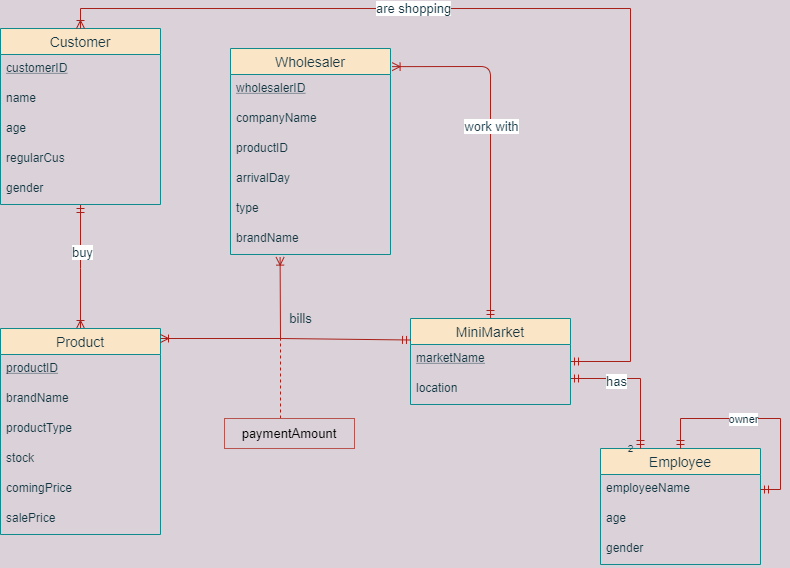 are shopping
Customer
customerID
name
age
regularCus
gender
Wholesaler
wholesalerID
companyName
productID
arrivalDay
type
brandName
work with
buy
bills
Product
productID
brandName
productType
stock
comingPrice
salePrice
MiniMarket
marketName
location
has
paymentAmount
owner
2
Employee
employeeName
age
gender